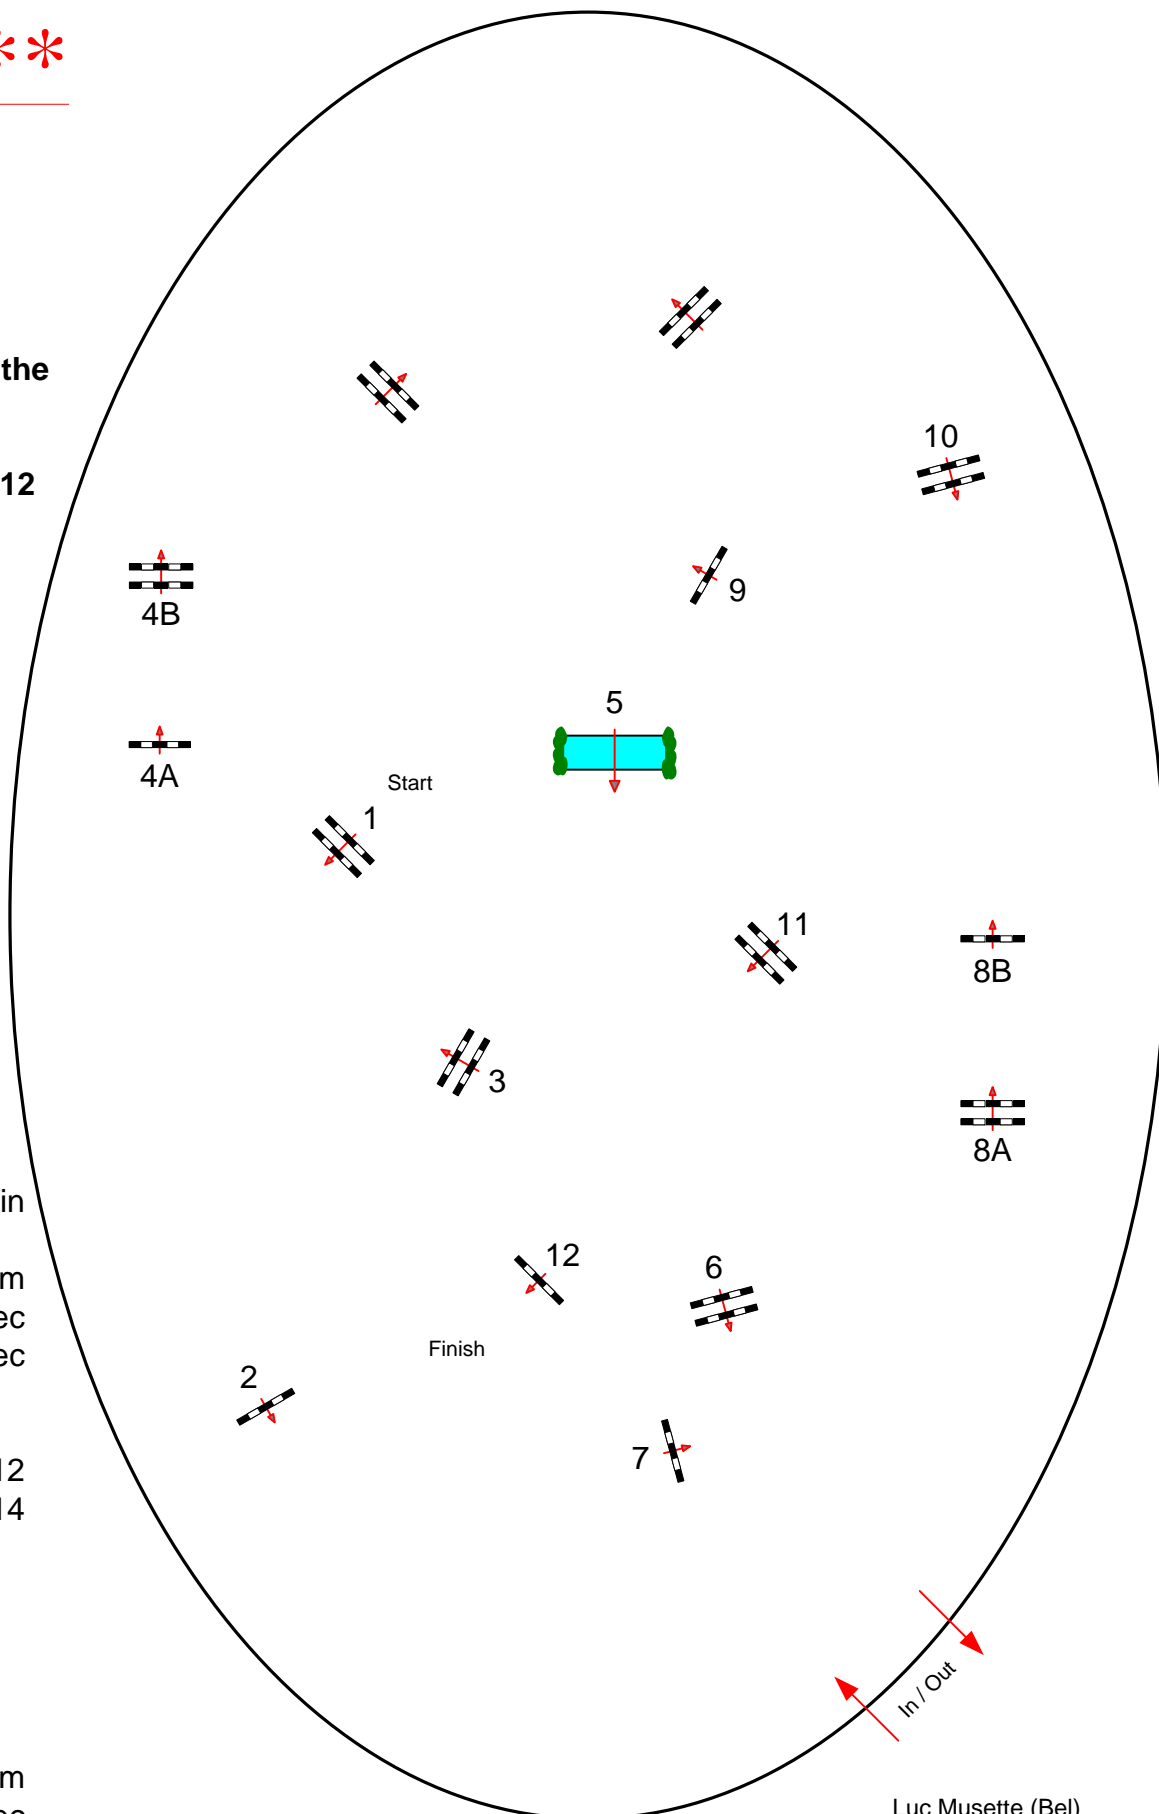 **
the
10
12
9
4B
5
4A
Start
1
11
8B
3
8A
in
12
6
m
ec
Finish
ec
2
7
12
14
In / Out
m
Luc Musette (Bel)